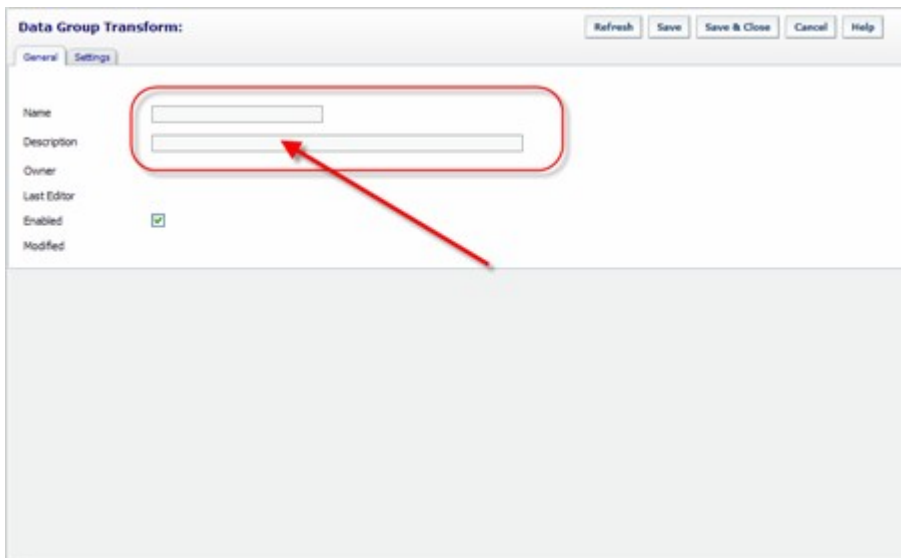 Data Group Transform:
Refresh Save Save & Close Cancel Help
General Settings
Name
Description
Owner
Last Editor
Enabled
Modified